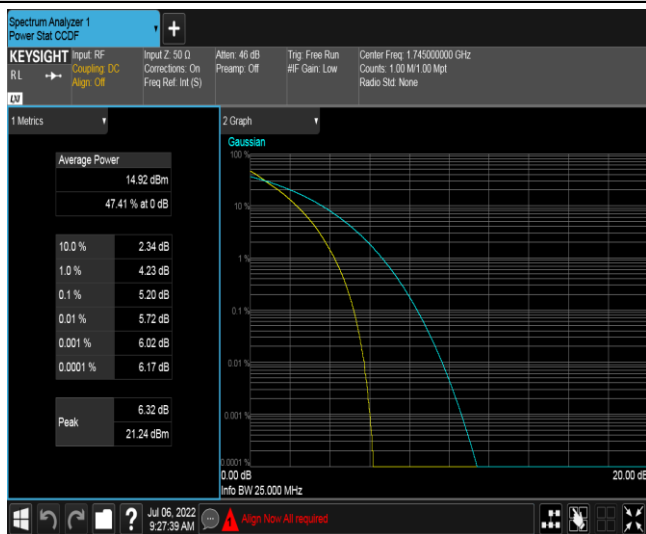 Spectrum Analyzer 1
Power Stat CCDF
+
KEYSIGHT
RL
LXI
Input: RF
Coupling: DC
Align: Off
Input Z: 50 Ω
Corrections: On
Freq Ref: Int (S)
Atten: 46 dB
Preamp: Off
Trig: Free Run
#IF Gain: Low
Center Freq: 1.745000000 GHz
Counts: 1.00 M/1.00 Mpt
Radio Std: None
1 Metrics
Average Power
14.92 dBm
47.41 % at 0 dB
10.0 % 2.34 dB
1.0 % 4.23 dB
0.1 % 5.20 dB
0.01 % 5.72 dB
0.001 % 6.02 dB
0.0001 % 6.17 dB
Peak
6.32 dB
21.24 dBm
2 Graph
Gaussian
100 %
10 %
1 %
0.1 %
0.01 %
0.001 %
0.0001 %
0.00 dB 20.00 dB
Info BW 25.000 MHz
?
Jul 06, 2022
9:27:39 AM
Align Now All required